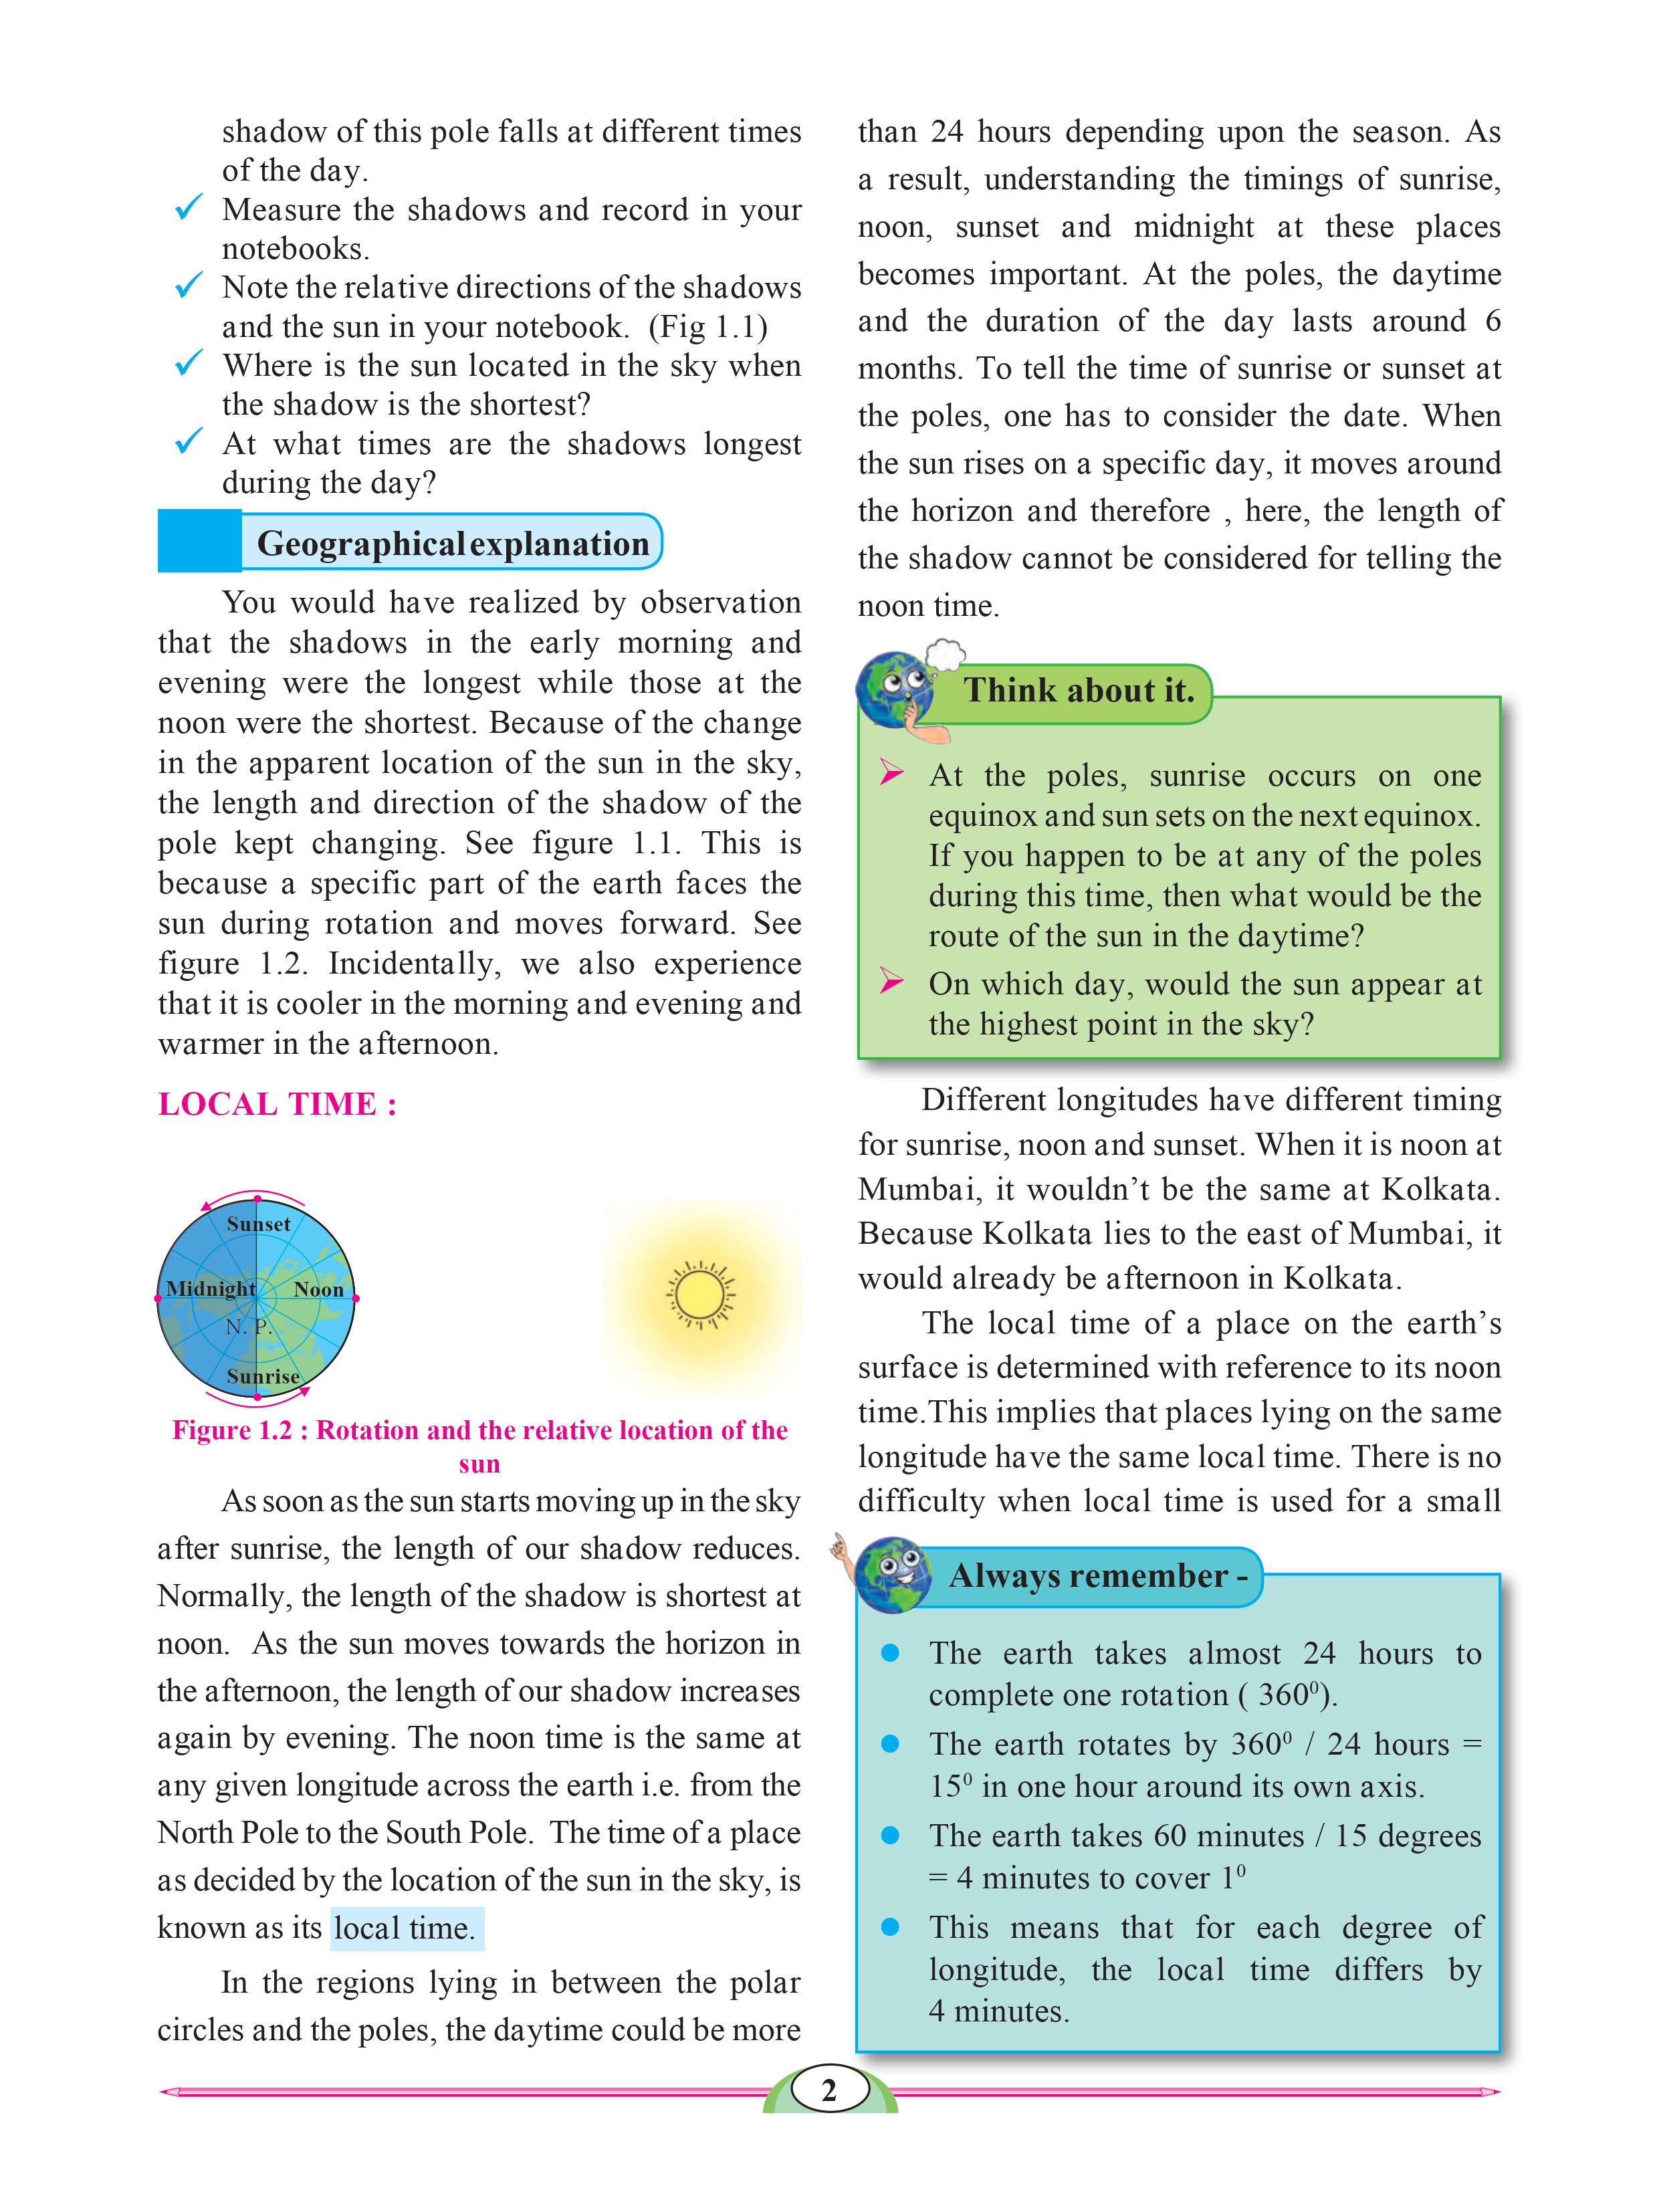 shadow of this pole falls at different times
of the day.
✓ Measure the shadows and record in your
notebooks.
✓ Note the relative directions of the shadows
and the sun in your notebook. (Fig 1.1)
✓ Where is the sun located in the sky when
the shadow is the shortest?
✓ At what times are the shadows longest
during the day?
Geographical explanation
You would have realized by observation
that the shadows in the early morning and
evening were the longest while those at the
noon were the shortest. Because of the change
in the apparent location of the sun in the sky,
the length and direction of the shadow of the
pole kept changing. See figure 1.1. This is
because a specific part of the earth faces the
sun during rotation and moves forward. See
figure 1.2. Incidentally, we also experience
that it is cooler in the morning and evening and
warmer in the afternoon.
LOCAL TIME :
Sunset
Midnight Noon
N. P.
Sunrise
Figure 1.2 : Rotation and the relative location of the
sun
As soon as the sun starts moving up in the sky
after sunrise, the length of our shadow reduces.
Normally, the length of the shadow is shortest at
noon. As the sun moves towards the horizon in
the afternoon, the length of our shadow increases
again by evening. The noon time is the same at
any given longitude across the earth i.e. from the
North Pole to the South Pole. The time of a place
as decided by the location of the sun in the sky, is
known as its local time.
In the regions lying in between the polar
circles and the poles, the daytime could be more
than 24 hours depending upon the season. As
a result, understanding the timings of sunrise,
noon, sunset and midnight at these places
becomes important. At the poles, the daytime
and the duration of the day lasts around 6
months. To tell the time of sunrise or sunset at
the poles, one has to consider the date. When
the sun rises on a specific day, it moves around
the horizon and therefore , here, the length of
the shadow cannot be considered for telling the
noon time.
Think about it.
➢ At the poles, sunrise occurs on one
equinox and sun sets on the next equinox.
If you happen to be at any of the poles
during this time, then what would be the
route of the sun in the daytime?
➢ On which day, would the sun appear at
the highest point in the sky?
Different longitudes have different timing
for sunrise, noon and sunset. When it is noon at
Mumbai, it wouldn’t be the same at Kolkata.
Because Kolkata lies to the east of Mumbai, it
would already be afternoon in Kolkata.
The local time of a place on the earth’s
surface is determined with reference to its noon
time.This implies that places lying on the same
longitude have the same local time. There is no
difficulty when local time is used for a small
Always remember -
● The earth takes almost 24 hours to
complete one rotation ( 360⁰).
● The earth rotates by 360⁰ / 24 hours =
15⁰ in one hour around its own axis.
● The earth takes 60 minutes / 15 degrees
= 4 minutes to cover 1⁰
● This means that for each degree of
longitude, the local time differs by
4 minutes.
2